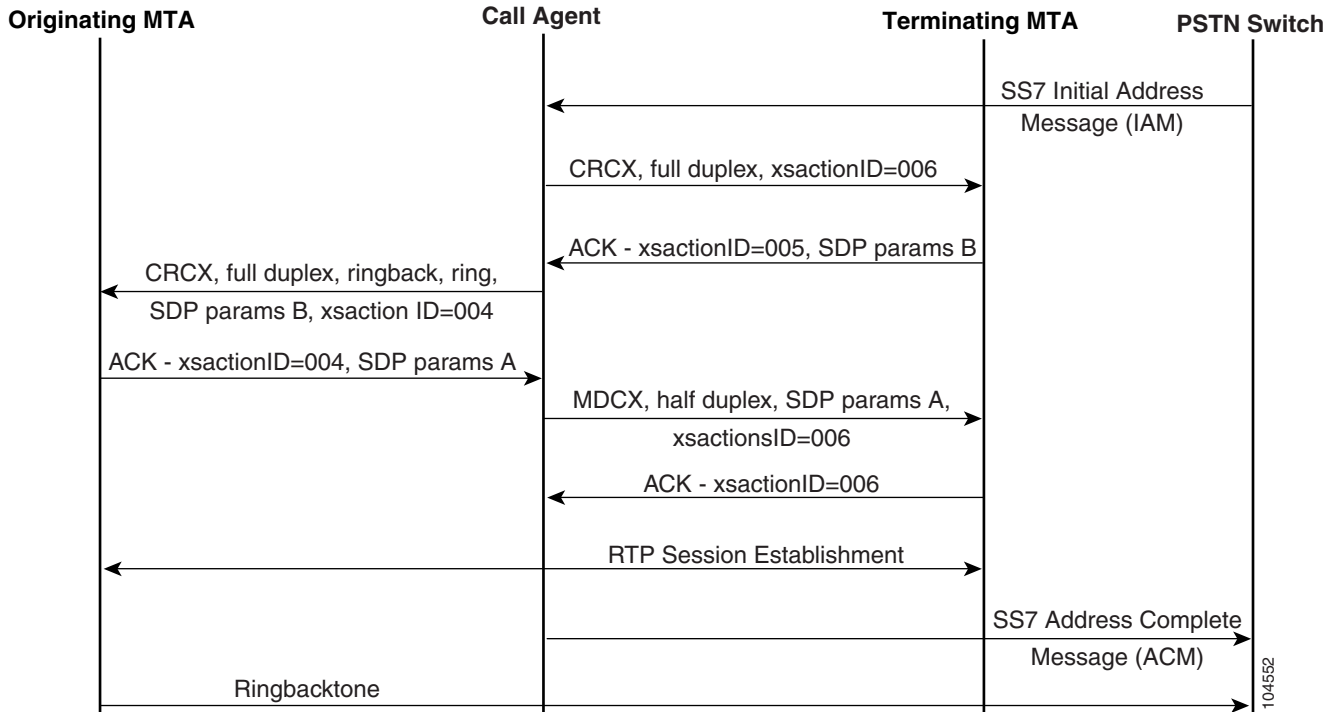 Originating MTA
Call Agent
Terminating MTA
PSTN Switch
SS7 Initial Address
Message (IAM)
CRCX, full duplex, xsactionID=006
ACK - xsactionID=005, SDP params B
CRCX, full duplex, ringback, ring,
SDP params B, xsaction ID=004
ACK - xsactionID=004, SDP params A
MDCX, half duplex, SDP params A,
xsactionsID=006
ACK - xsactionID=006
RTP Session Establishment
SS7 Address Complete
Message (ACM)
Ringbacktone
104552